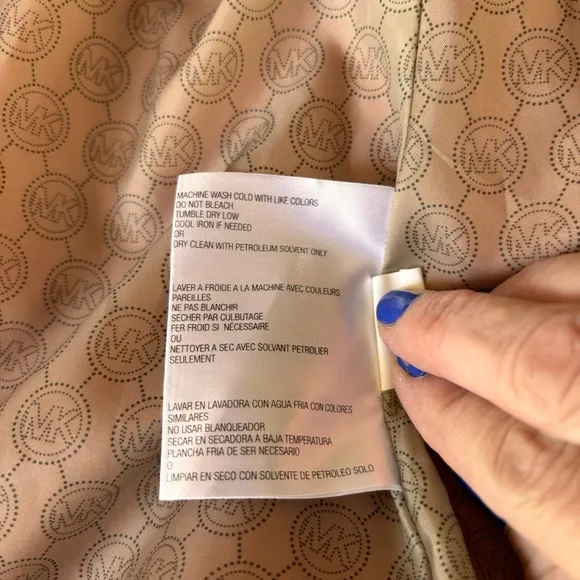 MACHINE WASH COLD WITH LIKE COLORS
DO NOT BLEACH
TUMBLE DRY LOW
COOL IRON IF NEEDED
OR
DRY CLEAN WITH PETROLEUM SOLVENT ONLY
LAVER A FROIDE A LA MACHINE AVEC COULEURS
PAREILLES
NE PAS BLANCHIR
SECHER PAR CULBUTAGE
FER FROID SI NÉCESSAIRE
OU
NETTOYER A SEC AVEC SOLVANT PETROLIER
SEULEMENT
LAVAR EN LAVADORA CON AGUA FRIA CON COLORES
SIMILARES
NO USAR BLANQUEADOR
SECAR EN SECADORA A BAJA TEMPERATURA
PLANCHA FRIA DE SER NECESARIO
O
LIMPIAR EN SECO CON SOLVENTE DE PETROLEO SOLO
MK